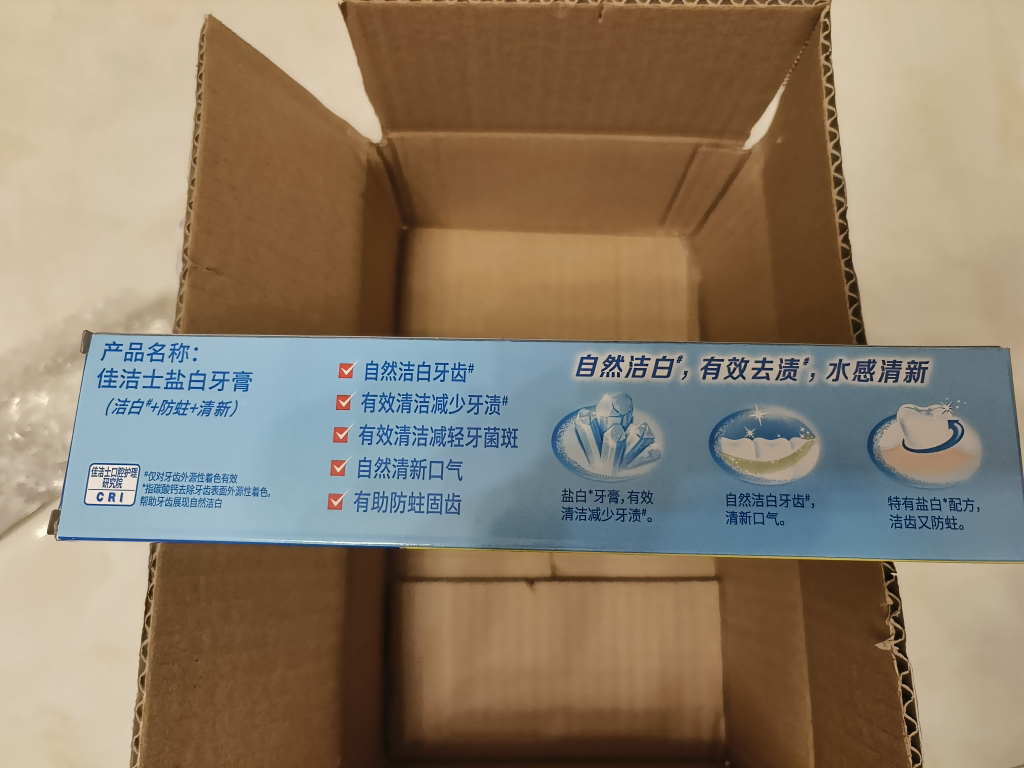 产品名称：
佳洁士盐白牙膏
（洁白#+防蛀+清新）
佳洁士口腔护理
研究院
CRI
#仅对牙齿外源性着色有效
*指碳酸钙去除牙齿表面外源性着色。
帮助牙齿展现自然洁白
自然洁白牙齿#
有效清洁减少牙渍#
有效清洁减轻牙菌斑
自然清新口气
有助防蛀固齿
自然洁白#，有效去渍#，水感清新
盐白*牙膏，有效
清洁减少牙渍#。
自然洁白牙齿#，
清新口气。
特有盐白*配方，
洁齿又防蛀。